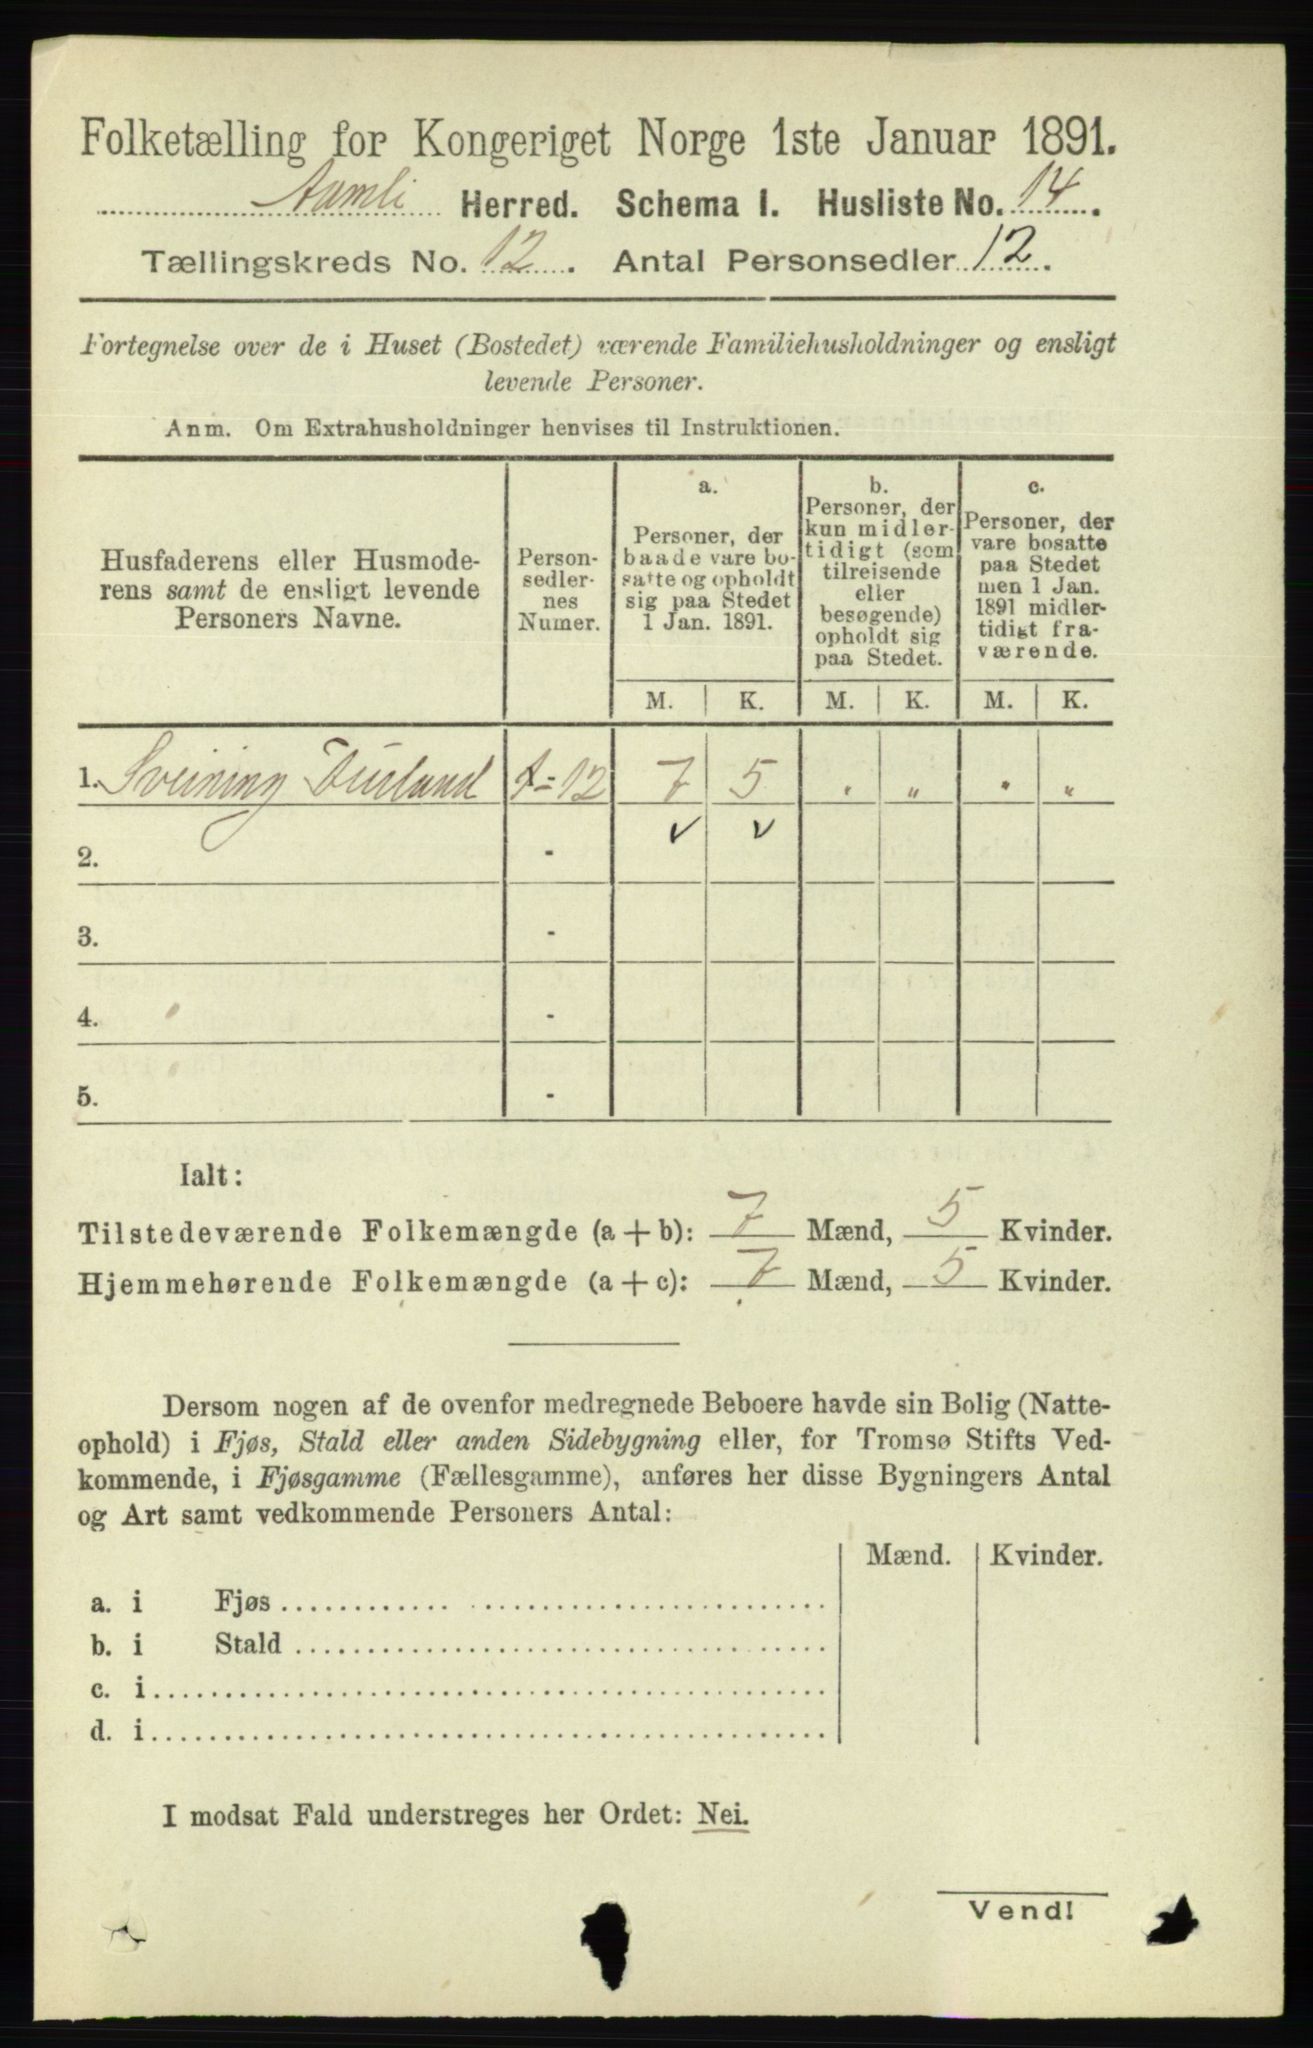 Folketælling for Kongeriget Norge 1ste Januar 1891.
Aamli Herred. Schema I. Husliste No. 14.
Tællingskreds No. 12. Antal Personsedler 12.
Fortegnelse over de i Huset (Bostedet) værende Familiehusholdninger og ensligt
levende Personer.
Anm. Om Extrahusholdninger henvises til Instruktionen.
Husfaderens eller Husmode-
rens samt de ensligt levende
Personers Navne.
Person-
sedler-
nes
Numer.
a.
Personer, der
baade vare bo-
satte og opholdt
sig paa Stedet
1 Jan. 1891.
b.
Personer, der
kun midler-
tidigt (som
tilreisende
eller
besøgende)
opholdt sig
paa Stedet.
c.
Personer, der
vare bosatte
paa Stedet
men 1 Jan.
1891 midler-
tidigt fra-
værende.
M. K. M. K. M. K.
1. Sveining 1-12 7 5 " " " "
2. - ✓ ✓
3. -
4. -
5. -
Ialt:
Tilstedeværende Folkemængde (a + b): 7 Mænd, 5 Kvinder.
Hjemmehørende Folkemængde (a + c): 7 Mænd, 5 Kvinder.
Dersom nogen af de ovenfor medregnede Beboere havde sin Bolig (Natte-
ophold) i Fjøs, Stald eller anden Sidebygning eller, for Tromsø Stifts Ved-
kommende, i Fjøsgamme (Fællesgamme), anføres her disse Bygningers Antal
og Art samt vedkommende Personers Antal:
Mænd. Kvinder.
a. i Fjøs
b. i Stald
c. i
d. i
I modsat Fald understreges her Ordet: Nei.
Vend!